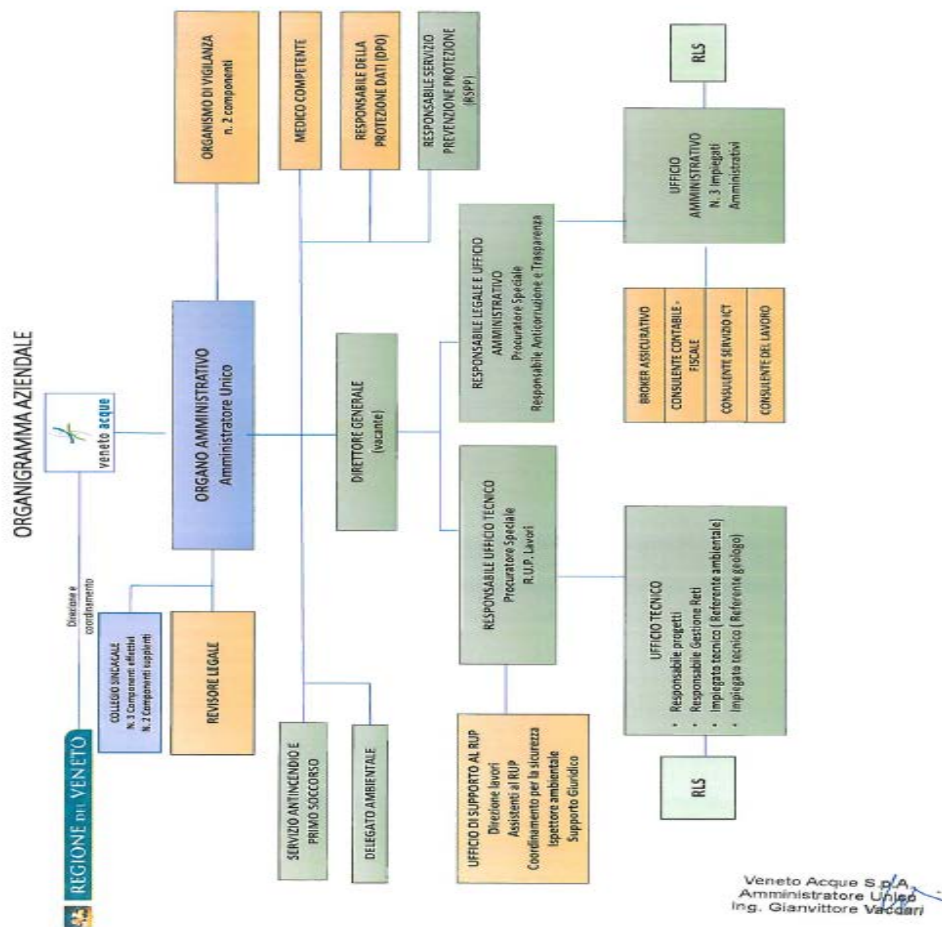 ORGANIGRAMMA AZIENDALE
REGIONE DEL VENETO
Direzione e
coordinamento
veneto acque
COLLEGIO SINDACALE
N. 3 Componenti effettivi
N. 2 Componenti supplenti
REVISORE LEGALE
ORGANO AMMINISTRATIVO
Amministratore Unico
ORGANISMO DI VIGILANZA
n. 2 componenti
SERVIZIO ANTINCENDIO E
PRIMO SOCCORSO
DELEGATO AMBIENTALE
MEDICO COMPETENTE
RESPONSABILE DELLA
PROTEZIONE DATI (DPO)
RESPONSABILE SERVIZIO
PREVENZIONE PROTEZIONE
(RSPP)
DIRETTORE GENERALE
(vacante)
RESPONSABILE UFFICIO TECNICO
Procuratore Speciale
R.U.P. Lavori
RESPONSABILE LEGALE E UFFICIO
AMMINISTRATIVO
Procuratore Speciale
Responsabile Anticorruzione e Trasparenza
UFFICIO DI SUPPORTO AL RUP
Direzione lavori
Assistenti al RUP
Coordinamento per la sicurezza
Ispettore ambientale
Supporto Giuridico
UFFICIO TECNICO
• Responsabile progetti
• Responsabile Gestione Reti
• Impiegato tecnico ( Referente ambientale)
• Impiegato tecnico ( Referente geologo)
RLS
BROKER ASSICURATIVO
CONSULENTE CONTABILE -
FISCALE
CONSULENTE SERVIZIO ICT
CONSULENTE DEL LAVORO
UFFICIO
AMMINISTRATIVO
N. 3 Impiegati
Amministrativi
RLS
Veneto Acque S.p.A.
Amministratore Unico
Ing. Gianvittore Vaccari